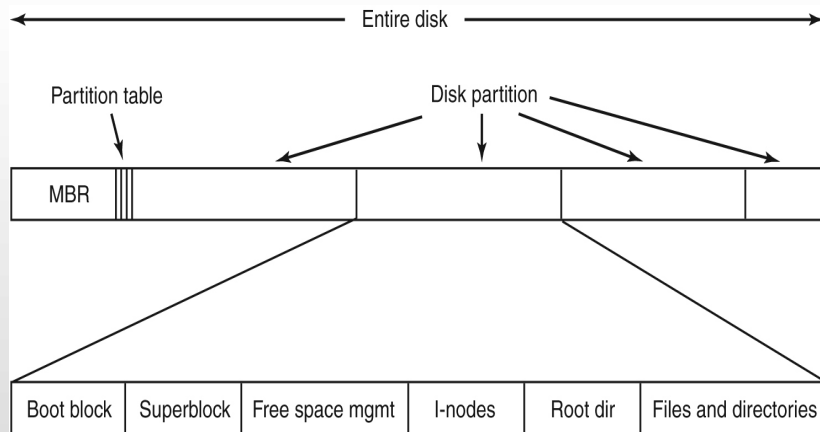 Entire disk
Partition table
Disk partition
MBR
Boot block
Superblock
Free space mgmt
I-nodes
Root dir
Files and directories